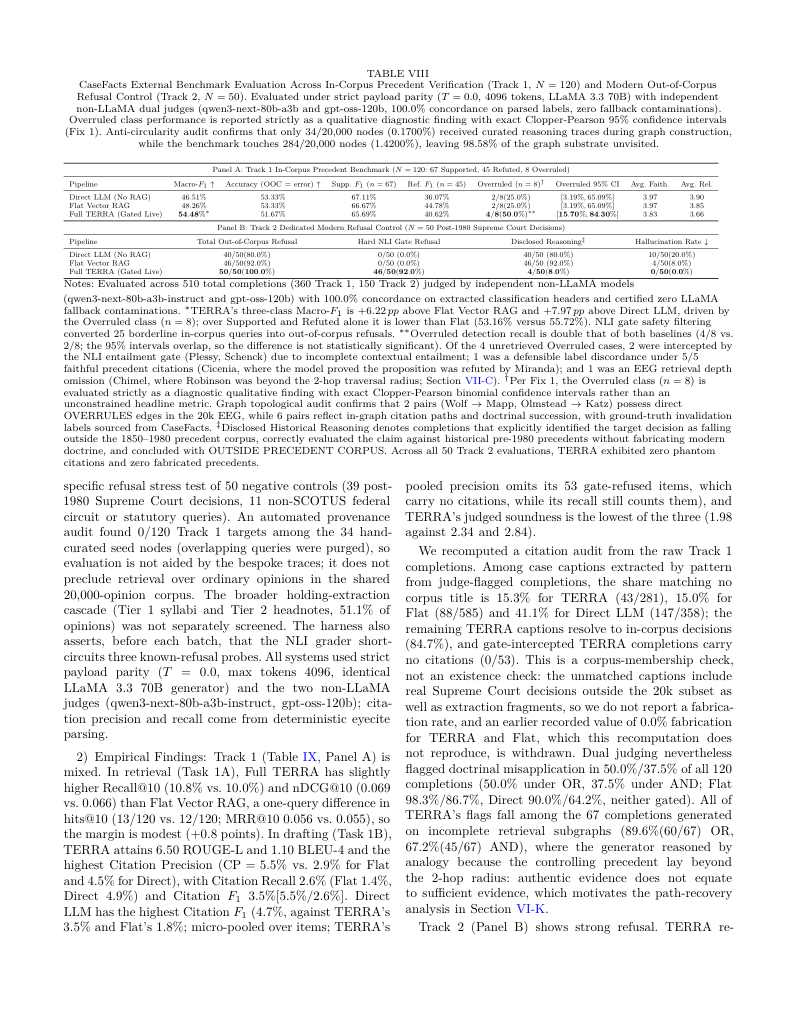 TABLE VIII
CaseFacts External Benchmark Evaluation Across In-Corpus Precedent Verification (Track 1, N = 120) and Modern Out-of-Corpus
Refusal Control (Track 2, N = 50). Evaluated under strict payload parity (T = 0.0, 4096 tokens, LLaMA 3.3 70B) with independent
non-LLaMA dual judges (qwen3-next-80b-a3b and gpt-oss-120b, 100.0% concordance on parsed labels, zero fallback contaminations).
Overruled class performance is reported strictly as a qualitative diagnostic finding with exact Clopper-Pearson 95% confidence intervals
(Fix 1). Anti-circularity audit confirms that only 34/20,000 nodes (0.1700%) received curated reasoning traces during graph construction,
while the benchmark touches 284/20,000 nodes (1.4200%), leaving 98.58% of the graph substrate unvisited.
Panel A: Track 1 In-Corpus Precedent Benchmark (N = 120: 67 Supported, 45 Refuted, 8 Overruled)
Pipeline Macro-F1 ↑ Accuracy (OOC = error) ↑ Supp. F1 (n = 67) Ref. F1 (n = 45) Overruled (n = 8)† Overruled 95% CI Avg. Faith. Avg. Rel.
Direct LLM (No RAG) 46.51% 53.33% 67.11% 36.07% 2/8(25.0%) [3.19%, 65.09%] 3.97 3.90
Flat Vector RAG 48.26% 53.33% 66.67% 44.78% 2/8(25.0%) [3.19%, 65.09%] 3.97 3.85
Full TERRA (Gated Live) 54.48%* 51.67% 65.69% 40.62% 4/8(50.0%)** [15.70%, 84.30%] 3.83 3.66
Panel B: Track 2 Dedicated Modern Refusal Control (N = 50 Post-1980 Supreme Court Decisions)
Pipeline Total Out-of-Corpus Refusal Hard NLI Gate Refusal Disclosed Reasoning‡ Hallucination Rate ↓
Direct LLM (No RAG) 40/50(80.0%) 0/50 (0.0%) 40/50 (80.0%) 10/50(20.0%)
Flat Vector RAG 46/50(92.0%) 0/50 (0.0%) 46/50 (92.0%) 4/50(8.0%)
Full TERRA (Gated Live) 50/50(100.0%) 46/50(92.0%) 4/50(8.0%) 0/50(0.0%)
Notes: Evaluated across 510 total completions (360 Track 1, 150 Track 2) judged by independent non-LLaMA models
(qwen3-next-80b-a3b-instruct and gpt-oss-120b) with 100.0% concordance on extracted classification headers and certified zero LLaMA
fallback contaminations. *TERRA's three-class Macro-F1 is +6.22 pp above Flat Vector RAG and +7.97 pp above Direct LLM, driven by
the Overruled class (n = 8); over Supported and Refuted alone it is lower than Flat (53.16% versus 55.72%). NLI gate safety filtering
converted 25 borderline in-corpus queries into out-of-corpus refusals. **Overruled detection recall is double that of both baselines (4/8 vs.
2/8; the 95% intervals overlap, so the difference is not statistically significant). Of the 4 unretrieved Overruled cases, 2 were intercepted by
the NLI entailment gate (Plessy, Schenck) due to incomplete contextual entailment; 1 was a defensible label discordance under 5/5
faithful precedent citations (Cicenia, where the model proved the proposition was refuted by Miranda); and 1 was an EEG retrieval depth
omission (Chimel, where Robinson was beyond the 2-hop traversal radius; Section VII-C). †Per Fix 1, the Overruled class (n = 8) is
evaluated strictly as a qualitative diagnostic finding with exact Clopper-Pearson binomial confidence intervals rather than an
unconstrained headline metric. Graph topological audit confirms that 2 pairs (Wolf → Mapp, Olmstead → Katz) possess direct
OVERRULES edges in the 20k EEG, while 6 pairs reflect in-graph citation paths and doctrinal succession, with ground-truth invalidation
labels sourced from CaseFacts. ‡Disclosed Historical Reasoning denotes completions that explicitly identified the target decision as falling
outside the 1850–1980 precedent corpus, correctly evaluated the claim against historical pre-1980 precedents without fabricating modern
doctrine, and concluded with OUTSIDE PRECEDENT CORPUS. Across all 50 Track 2 evaluations, TERRA exhibited zero phantom
citations and zero fabricated precedents.
specific refusal stress test of 50 negative controls (39 post-
1980 Supreme Court decisions, 11 non-SCOTUS federal
circuit or statutory queries). An automated provenance
audit found 0/120 Track 1 targets among the 34 hand-
curated seed nodes (overlapping queries were purged), so
evaluation is not aided by the bespoke traces; it does not
preclude retrieval over ordinary opinions in the shared
20,000-opinion corpus. The broader holding-extraction
cascade (Tier 1 syllabi and Tier 2 headnotes, 51.1% of
opinions) was not separately screened. The harness also
asserts, before each batch, that the NLI grader short-
circuits three known-refusal probes. All systems used strict
payload parity (T = 0.0, max tokens 4096, identical
LLaMA 3.3 70B generator) and the two non-LLaMA
judges (qwen3-next-80b-a3b-instruct, gpt-oss-120b); cita-
tion precision and recall come from deterministic eyecite
parsing.
2) Empirical Findings: Track 1 (Table IX, Panel A) is
mixed. In retrieval (Task 1A), Full TERRA has slightly
higher Recall@10 (10.8% vs. 10.0%) and nDCG@10 (0.069
vs. 0.066) than Flat Vector RAG, a one-query difference in
hits@10 (13/120 vs. 12/120; MRR@10 0.056 vs. 0.055), so
the margin is modest (+0.8 points). In drafting (Task 1B),
TERRA attains 6.50 ROUGE-L and 1.10 BLEU-4 and the
highest Citation Precision (CP = 5.5% vs. 2.9% for Flat
and 4.5% for Direct), with Citation Recall 2.6% (Flat 1.4%,
Direct 4.9%) and Citation F1 3.5%[5.5%/2.6%]. Direct
LLM has the highest Citation F1 (4.7%, against TERRA's
3.5% and Flat's 1.8%; micro-pooled over items; TERRA's
pooled precision omits its 53 gate-refused items, which
carry no citations, while its recall still counts them), and
TERRA's judged soundness is the lowest of the three (1.98
against 2.34 and 2.84).
We recomputed a citation audit from the raw Track 1
completions. Among case captions extracted by pattern
from judge-flagged completions, the share matching no
corpus title is 15.3% for TERRA (43/281), 15.0% for
Flat (88/585) and 41.1% for Direct LLM (147/358); the
remaining TERRA captions resolve to in-corpus decisions
(84.7%), and gate-intercepted TERRA completions carry
no citations (0/53). This is a corpus-membership check,
not an existence check: the unmatched captions include
real Supreme Court decisions outside the 20k subset as
well as extraction fragments, so we do not report a fabrica-
tion rate, and an earlier recorded value of 0.0% fabrication
for TERRA and Flat, which this recomputation does
not reproduce, is withdrawn. Dual judging nevertheless
flagged doctrinal misapplication in 50.0%/37.5% of all 120
completions (50.0% under OR, 37.5% under AND; Flat
98.3%/86.7%, Direct 90.0%/64.2%, neither gated). All of
TERRA's flags fall among the 67 completions generated
on incomplete retrieval subgraphs (89.6%(60/67) OR,
67.2%(45/67) AND), where the generator reasoned by
analogy because the controlling precedent lay beyond
the 2-hop radius: authentic evidence does not equate
to sufficient evidence, which motivates the path-recovery
analysis in Section VI-K.
Track 2 (Panel B) shows strong refusal. TERRA re-